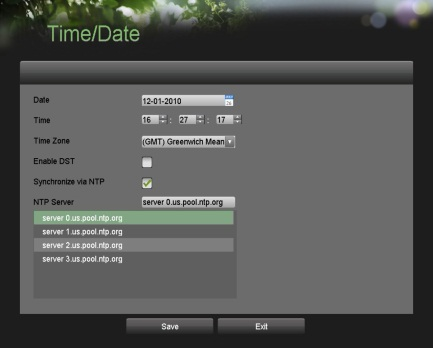 Time/Date
Date 12-01-2010
Time 16 : 27 : 17
Time Zone (GMT) Greenwich Mean
Enable DST
Synchronize via NTP
NTP Server server 0.us.pool.ntp.org
server 0.us.pool.ntp.org
server 1.us.pool.ntp.org
server 2.us.pool.ntp.org
server 3.us.pool.ntp.org
Save Exit